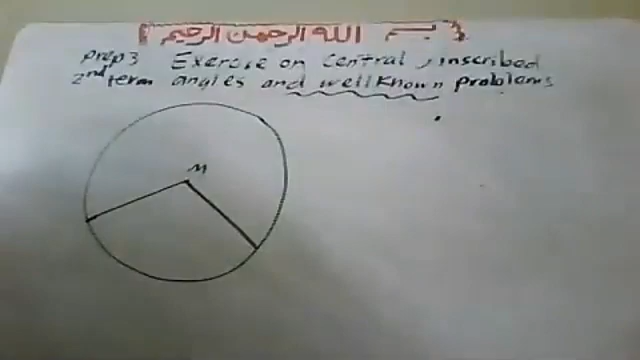 بسم الله الرحمن الرحيم
prep3 Exercise on central, inscribed
2nd term angles and wellknown problems
M